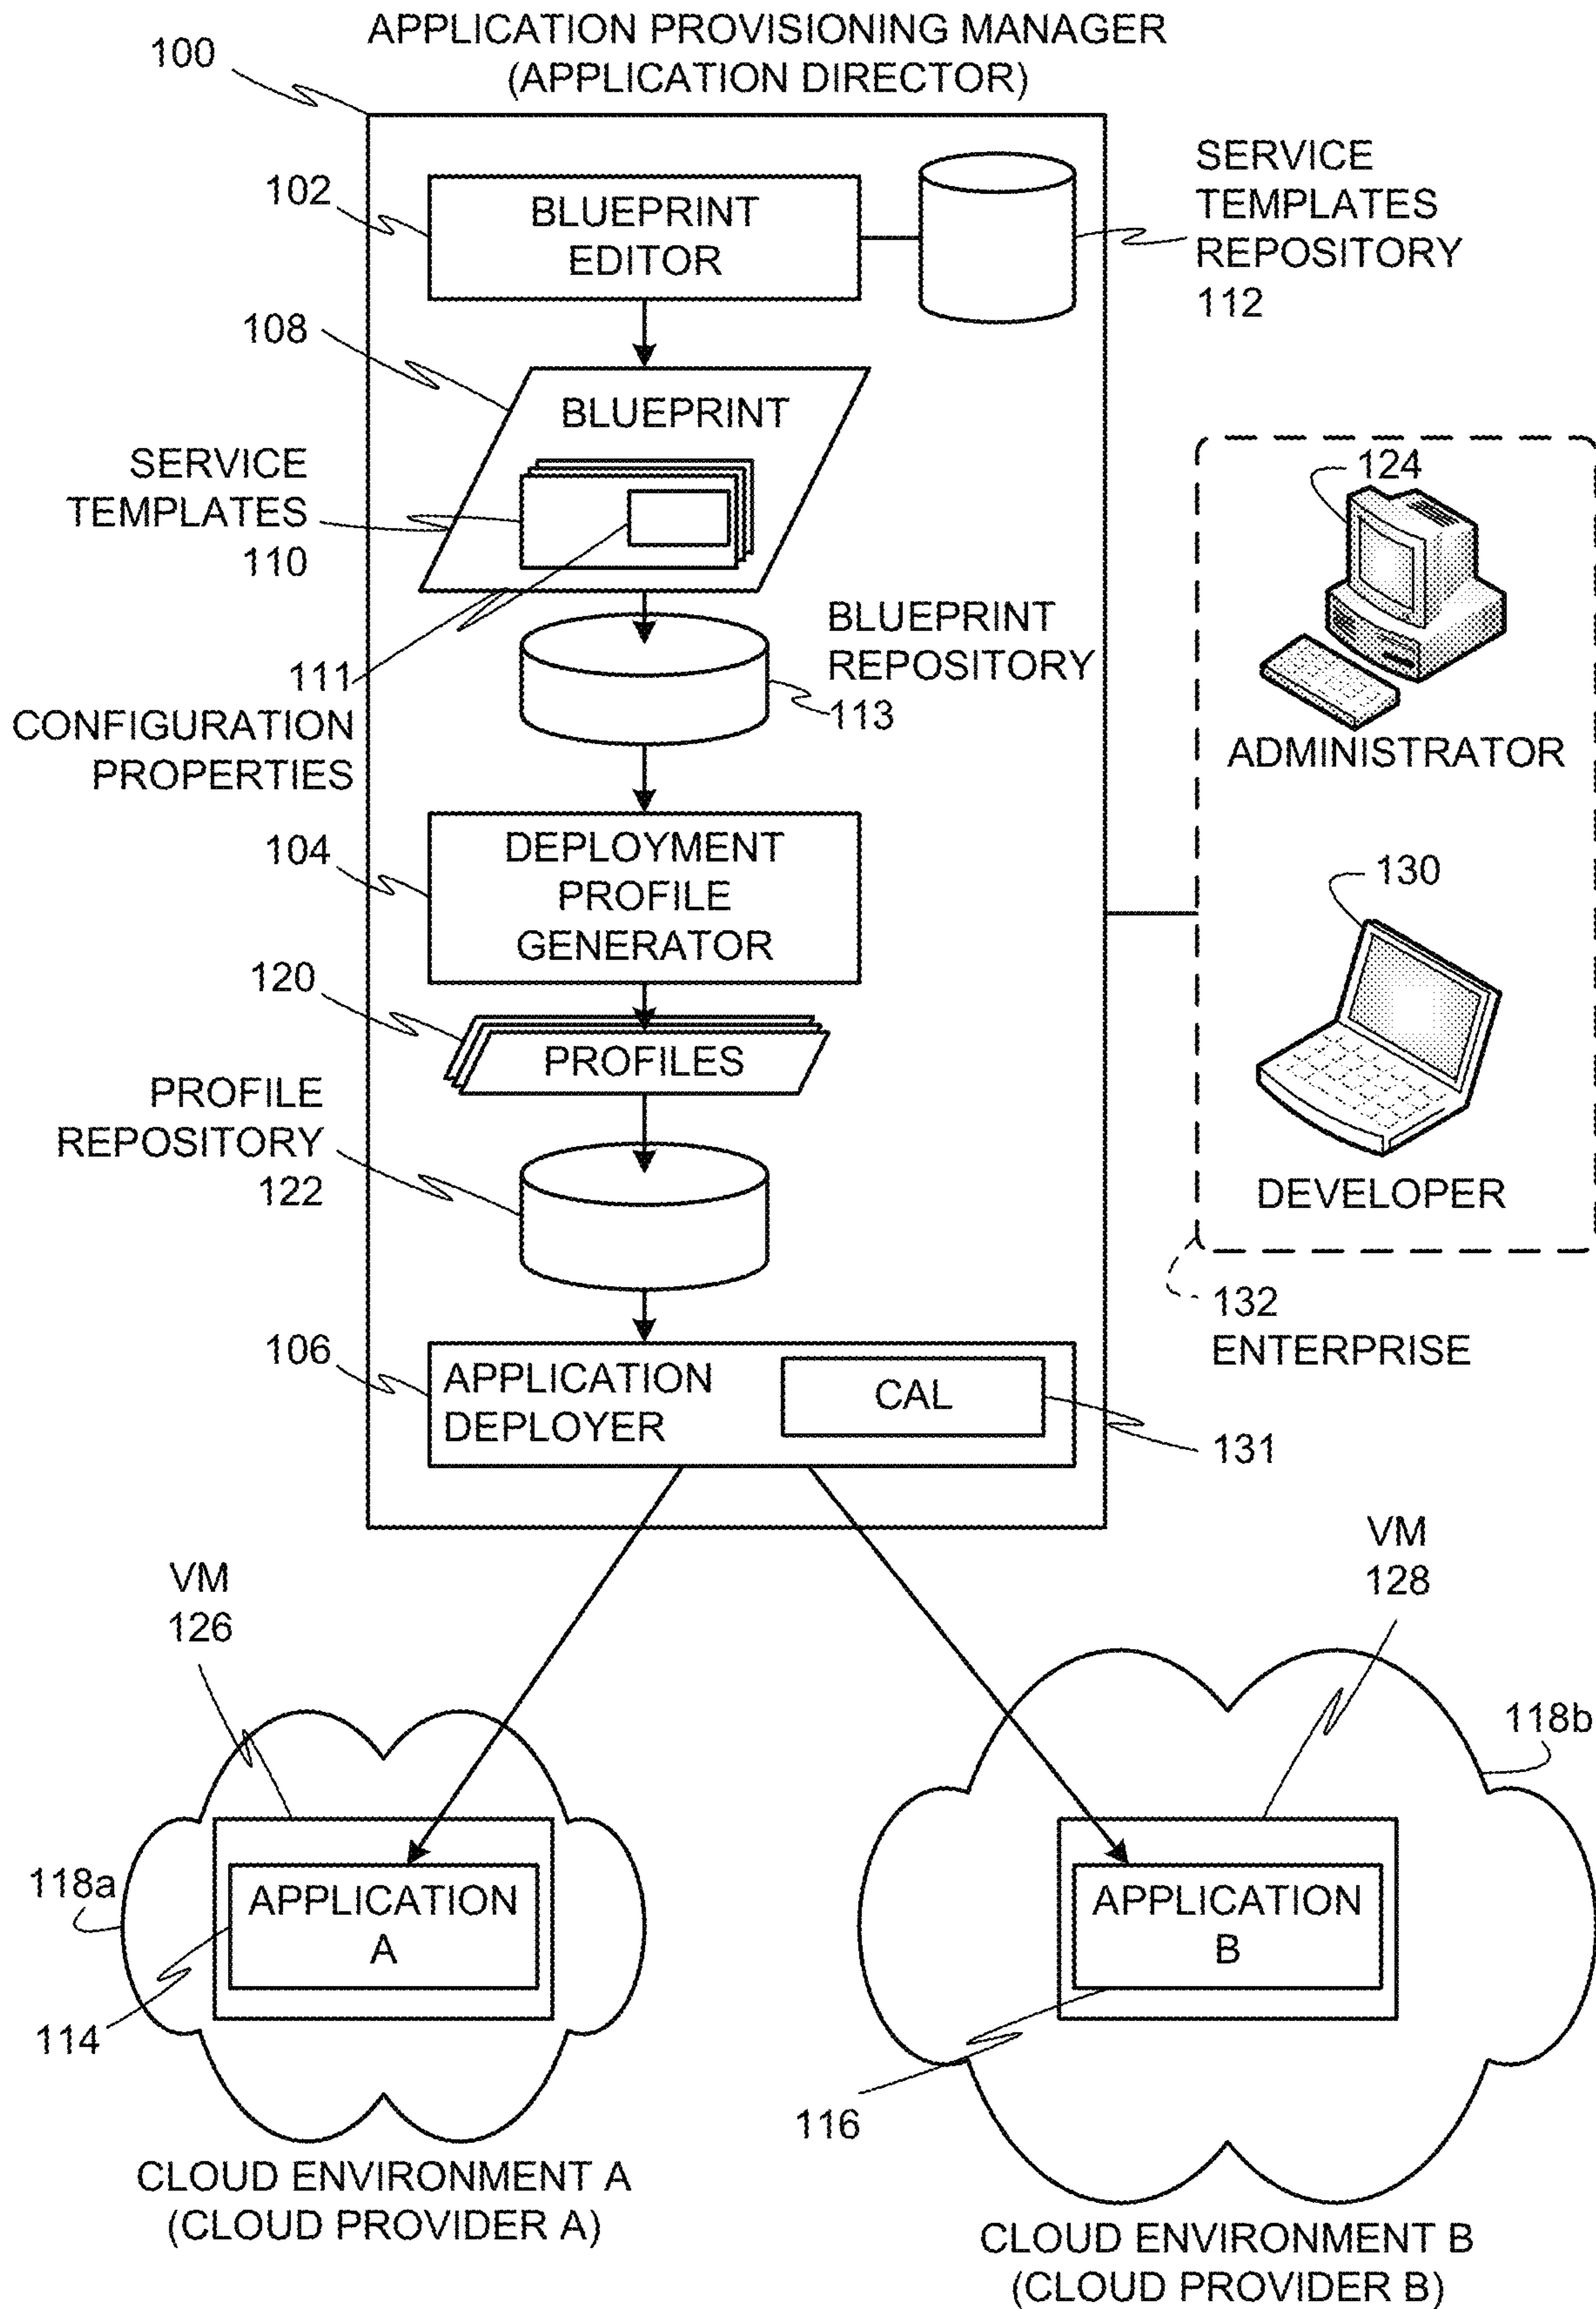 APPLICATION PROVISIONING MANAGER
(APPLICATION DIRECTOR)
100
102
BLUEPRINT
EDITOR
SERVICE
TEMPLATES
REPOSITORY
112
108
BLUEPRINT
SERVICE
TEMPLATES
110
111
CONFIGURATION
PROPERTIES
BLUEPRINT
REPOSITORY
113
124
ADMINISTRATOR
104
DEPLOYMENT
PROFILE
GENERATOR
130
DEVELOPER
120
PROFILES
PROFILE
REPOSITORY
122
132
ENTERPRISE
106
APPLICATION
DEPLOYER
CAL
131
VM
126
VM
128
118a
APPLICATION
A
114
118b
APPLICATION
B
116
CLOUD ENVIRONMENT A
(CLOUD PROVIDER A)
CLOUD ENVIRONMENT B
(CLOUD PROVIDER B)